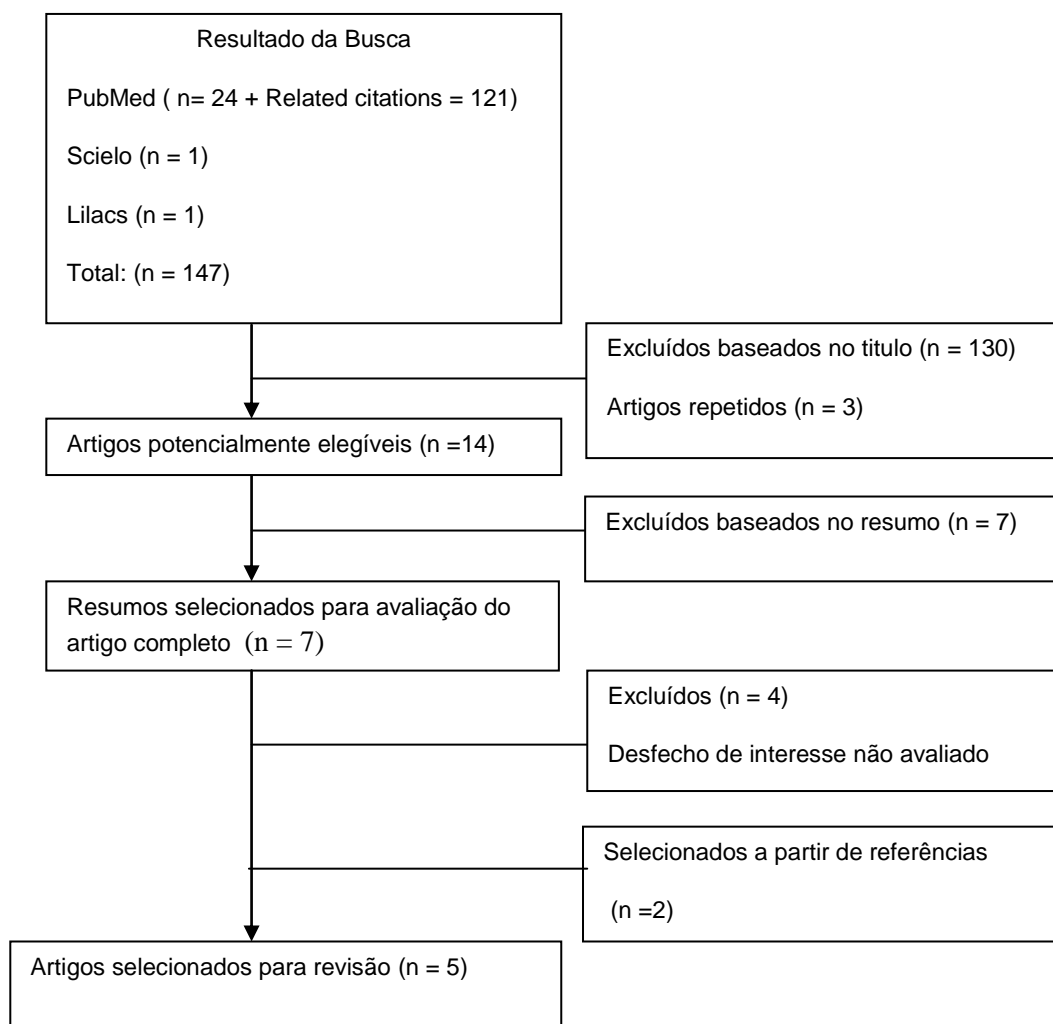 Resultado da Busca
PubMed ( n= 24 + Related citations = 121)
Scielo (n = 1)
Lilacs (n = 1)
Total: (n = 147)
Excluídos baseados no titulo (n = 130)
Artigos repetidos (n = 3)
Artigos potencialmente elegíveis (n =14)
Excluídos baseados no resumo (n = 7)
Resumos selecionados para avaliação do
artigo completo (n = 7)
Excluídos (n = 4)
Desfecho de interesse não avaliado
Selecionados a partir de referências
(n =2)
Artigos selecionados para revisão (n = 5)